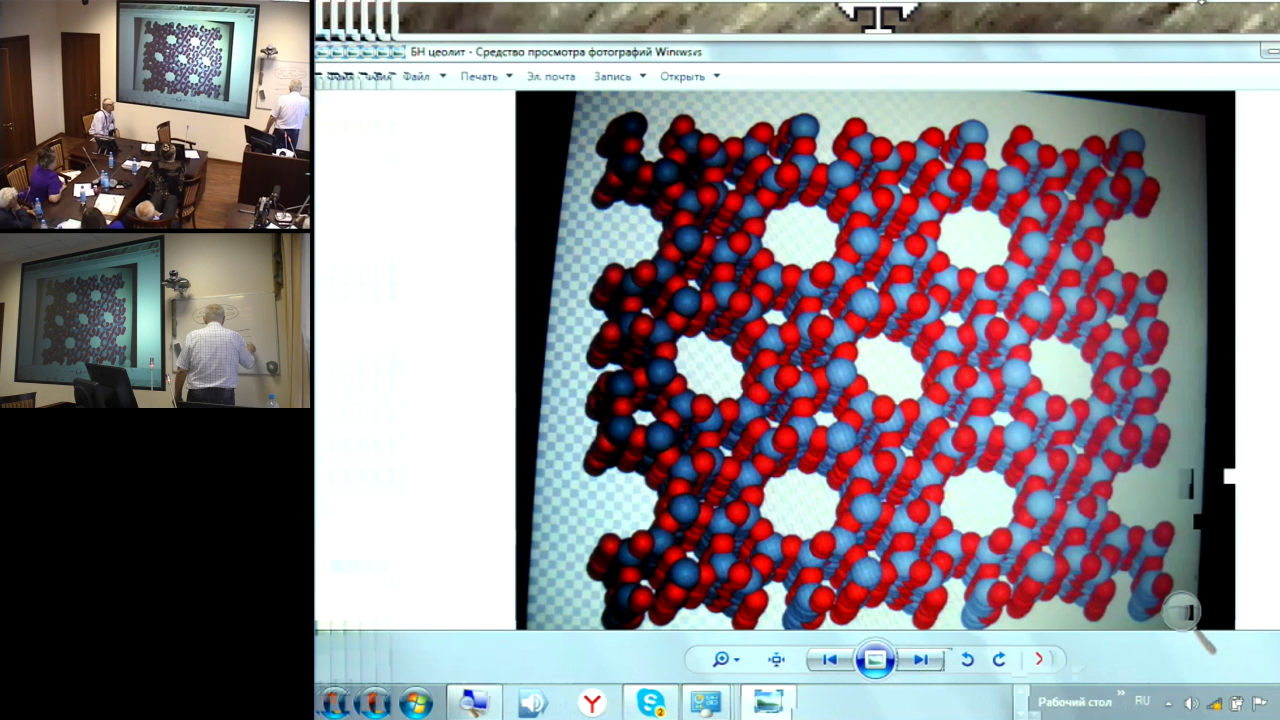 БН цеолит - Средство просмотра фотографий Windows
Файл Печать Эл. почта Запись Открыть
Рабочий стол » RU